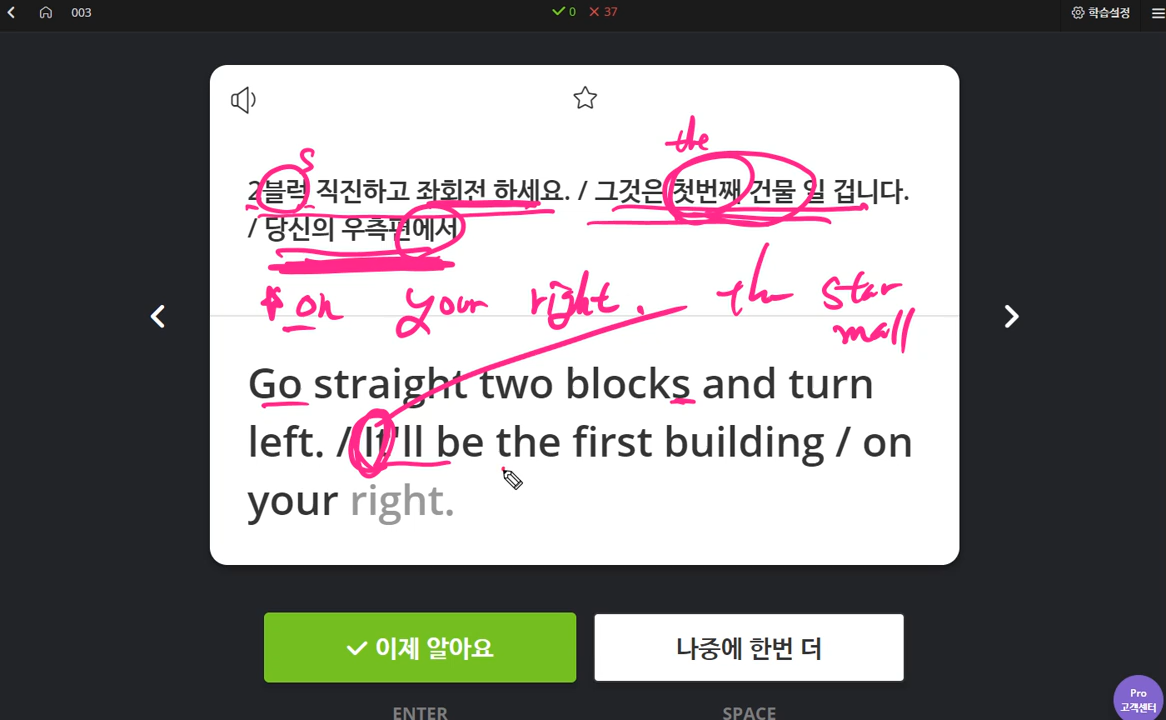 003
0 37
학습설정
the
s
2블럭 직진하고 좌회전 하세요. / 그것은 첫번째 건물 일 겁니다.
/ 당신의 우측편에서
on your right. the star
mall
Go straight two blocks and turn
left. / It'll be the first building / on
your right.
이제 알아요
나중에 한번 더
ENTER
SPACE
Pro
고객센터